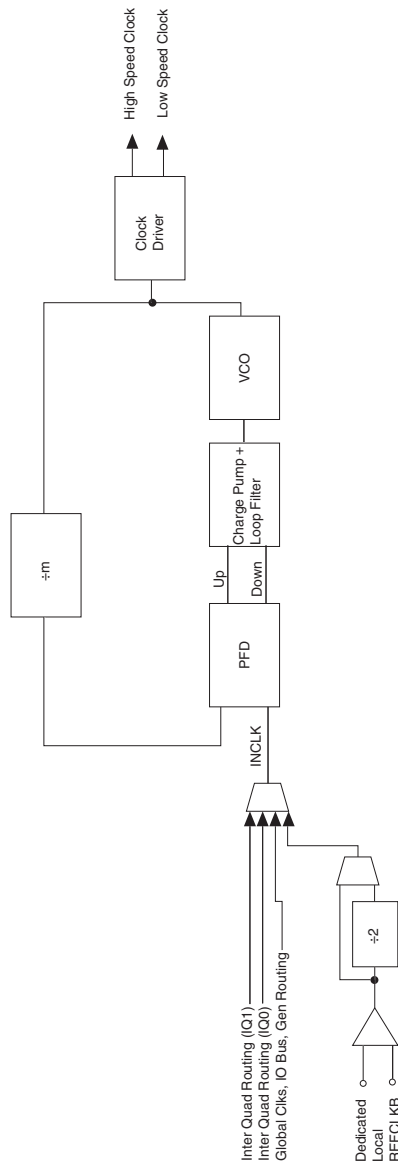 High Speed Clock
Low Speed Clock
Clock
Driver
÷m
VCO
Charge Pump +
Loop Filter
Up
Down
PFD
INCLK
÷2
Inter Quad Routing (IQ1)
Inter Quad Routing (IQ0)
Global Clks, IO Bus, Gen Routing
Dedicated
Local
REFCLKB